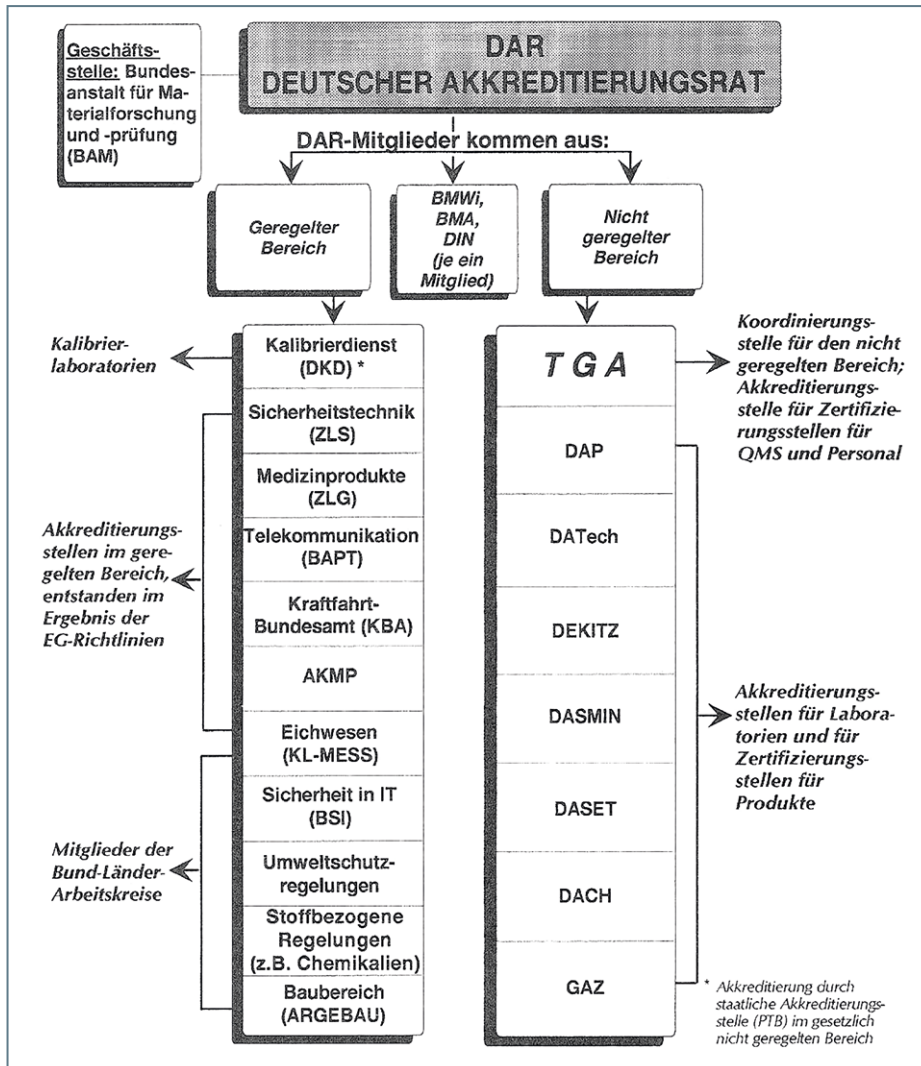 Geschäfts-
stelle: Bundes-
anstalt für Ma-
terialforschung
und -prüfung
(BAM)
DAR
DEUTSCHER AKKREDITIERUNGSRAT
DAR-Mitglieder kommen aus:
Geregelter
Bereich
BMWi,
BMA,
DIN
(je ein
Mitglied)
Nicht
geregelter
Bereich
Kalibrier-
laboratorien
Akkreditierungs-
stellen im gere-
gelten Bereich,
entstanden im
Ergebnis der
EG-Richtlinien
Mitglieder der
Bund-Länder-
Arbeitskreise
Kalibrierdienst
(DKD) *
Sicherheitstechnik
(ZLS)
Medizinprodukte
(ZLG)
Telekommunikation
(BAPT)
Kraftfahrt-
Bundesamt (KBA)
AKMP
Eichwesen
(KL-MESS)
Sicherheit in IT
(BSI)
Umweltschutz-
regelungen
Stoffbezogene
Regelungen
(z.B. Chemikalien)
Baubereich
(ARGEBAU)
TGA
DAP
DATech
DEKITZ
DASMIN
DASET
DACH
GAZ
Koordinierungs-
stelle für den nicht
geregelten Bereich;
Akkreditierungs-
stelle für Zertifizie-
rungsstellen für
QMS und Personal
Akkreditierungs-
stellen für Labora-
torien und für
Zertifizierungs-
stellen für
Produkte
* Akkreditierung durch
staatliche Akkreditierungs-
stelle (PTB) im gesetzlich
nicht geregelten Bereich